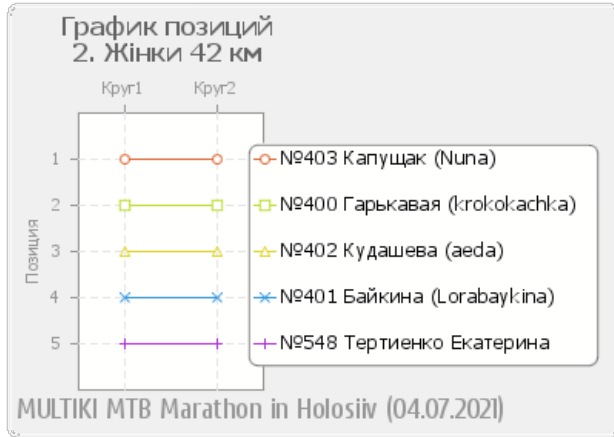 График позиций
2. Жінки 42 км
Круг1 Круг2
Позиция
1
2
3
4
5
№403 Капущак (Nuna)
№400 Гарькавая (krokokachka)
№402 Кудашева (aeda)
№401 Байкина (Lorabaykina)
№548 Тертиенко Екатерина
MULTIKI MTB Marathon in Holosiiv (04.07.2021)